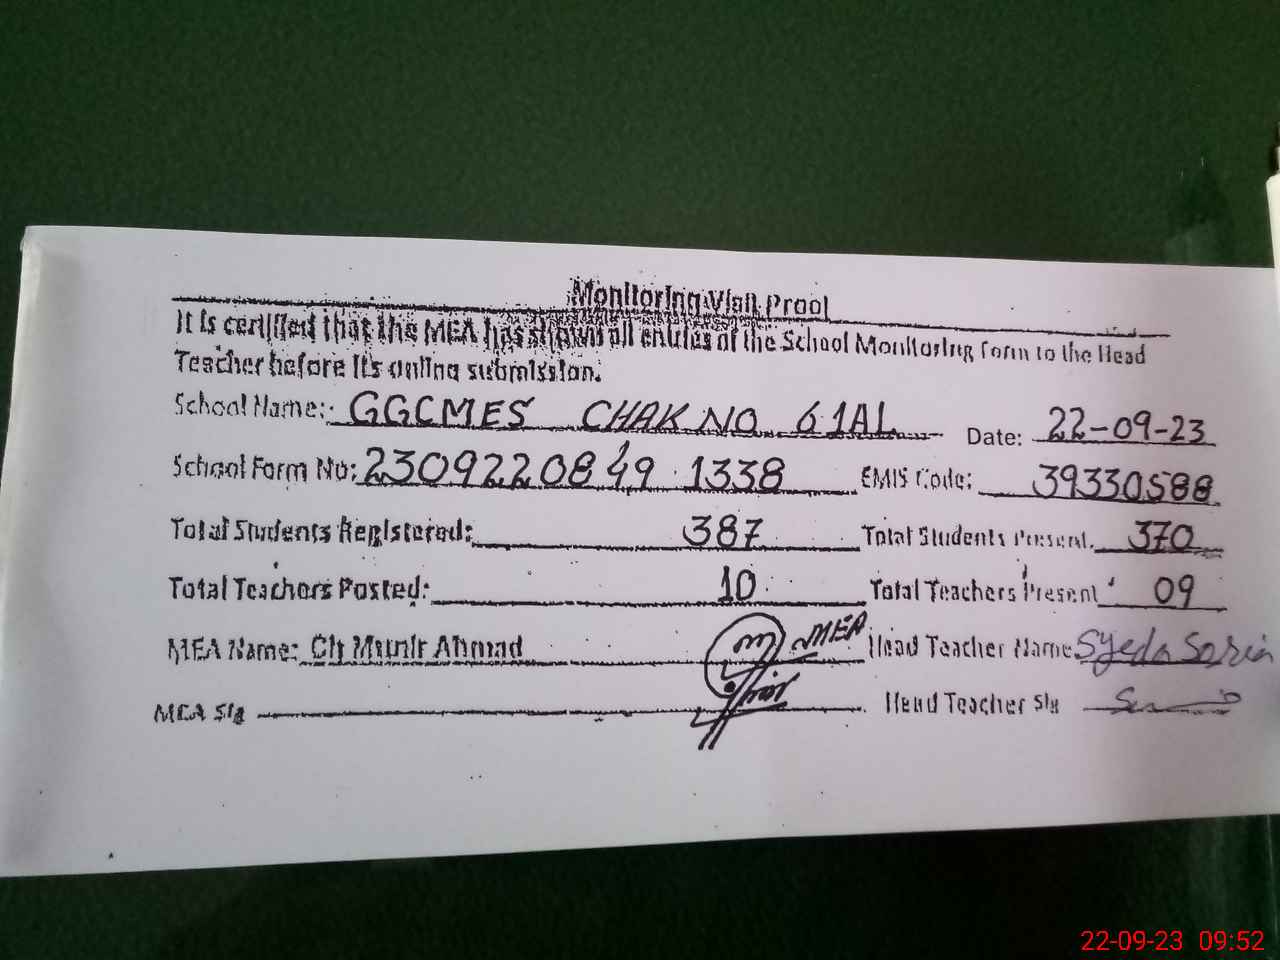 Monitoring Visit Proof
It is certified that the MEA has shown all entries of the School Monitoring form to the Head
Teacher before it's online submission.
School Name: GGCMES CHAK NO 61AL Date: 22-09-23
School Form No: 2309220849 1338 EMIS Code: 39330588
Total Students Registered: 387 Total Students Present. 370
Total Teachers Posted: 10 Total Teachers Present 09
MEA Name: Ch Munir Ahmad MEA Head Teacher Name Syeda
MEA Sig Head Teacher Sig
22-09-23 09:52